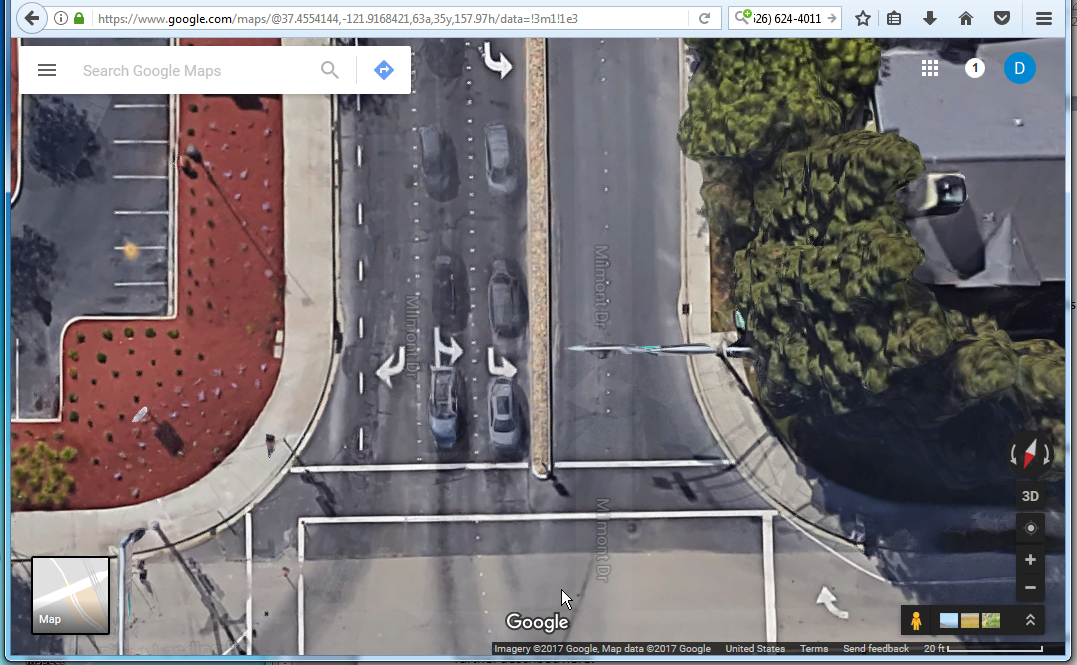 https://www.google.com/maps/@37.4554144,-121.9168421,63a,35y,157.97h/data=!3m1!1e3
26) 624-4011
Search Google Maps
1
D
Milmont Dr
Milmont Dr
3D
Milmont Dr
Map
Google
Imagery ©2017 Google, Map data ©2017 Google United States Terms Send feedback 20 ft